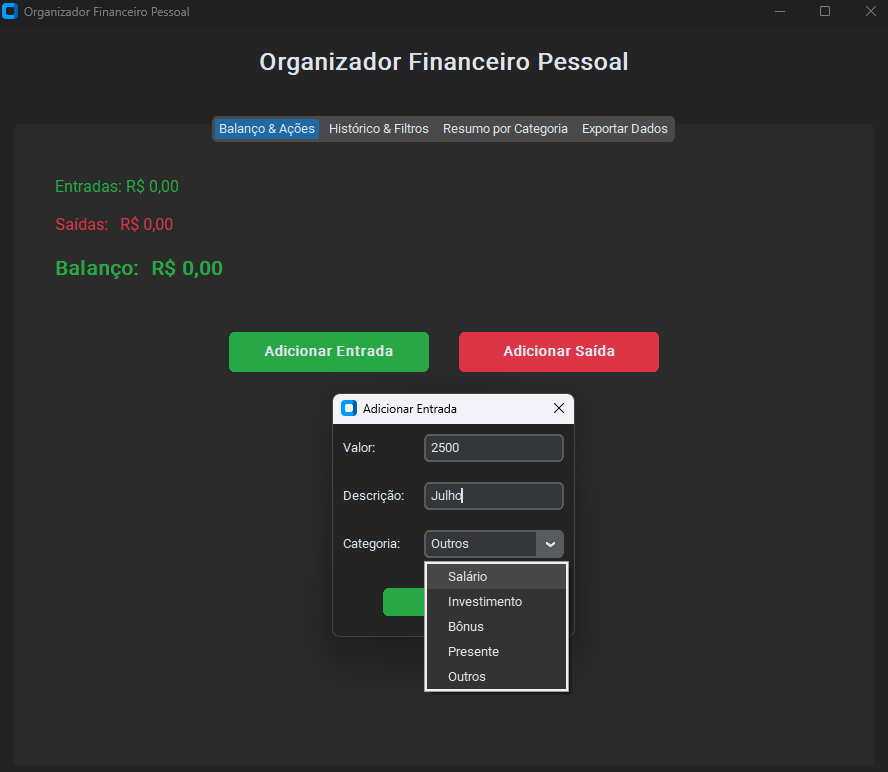 Organizador Financeiro Pessoal
Organizador Financeiro Pessoal
Balanço & Ações Histórico & Filtros Resumo por Categoria Exportar Dados
Entradas: R$ 0,00
Saídas: R$ 0,00
Balanço: R$ 0,00
Adicionar Entrada Adicionar Saída
Adicionar Entrada
Valor: 2500
Descrição: Julho
Categoria: Outros
Salário
Investimento
Bônus
Presente
Outros